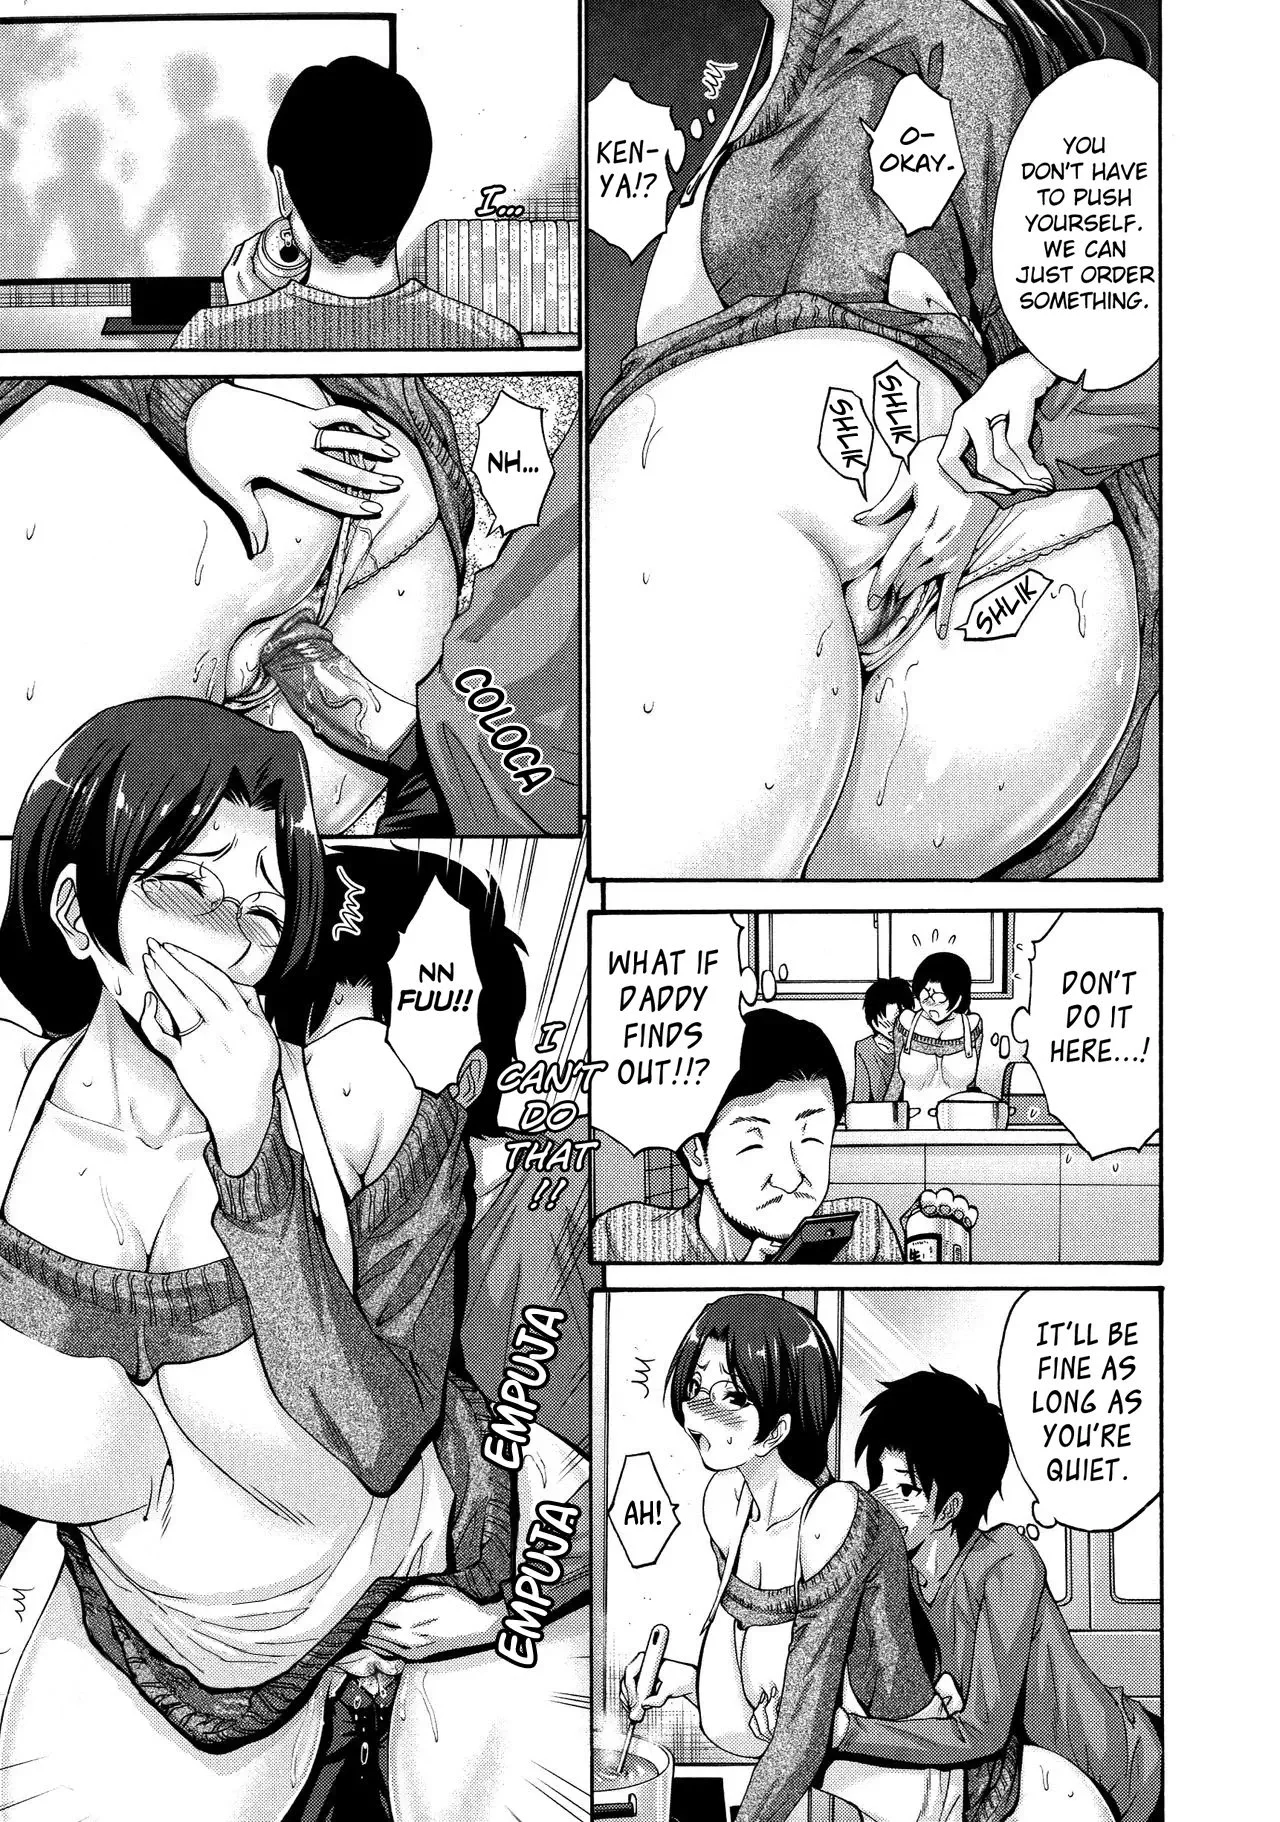 YOU
DON'T HAVE
TO PUSH
YOURSELF.
WE CAN
JUST ORDER
SOMETHING.
O-
OKAY.
KEN-
YA!?
SHLIK
SHLIK
SHLIK
DON'T
DO IT
HERE...!
WHAT IF
DADDY
FINDS
OUT!!?
IT'LL BE
FINE AS
LONG AS
YOU'RE
QUIET.
AH!
I...
NH...
COLOCA
NN
FUU!!
I
CAN'T
DO
THAT
!!
EMPUJA
EMPUJA